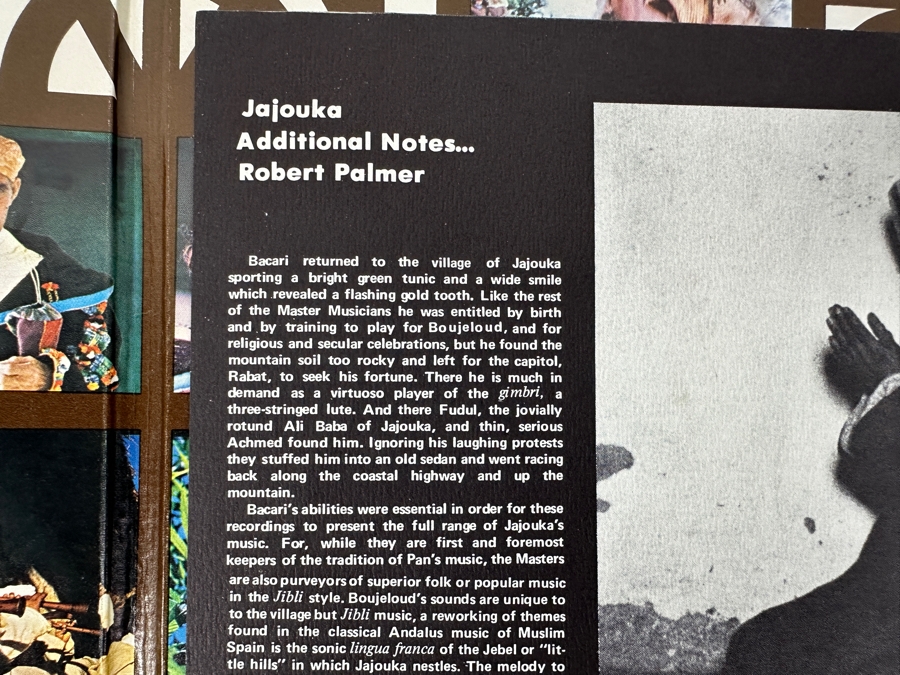 Jajouka
Additional Notes...
Robert Palmer
Bacari returned to the village of Jajouka
sporting a bright green tunic and a wide smile
which revealed a flashing gold tooth. Like the rest
of the Master Musicians he was entitled by birth
and by training to play for Boujeloud, and for
religious and secular celebrations, but he found the
mountain soil too rocky and left for the capitol,
Rabat, to seek his fortune. There he is much in
demand as a virtuoso player of the gimbri, a
three-stringed lute. And there Fudul, the jovially
rotund Ali Baba of Jajouka, and thin, serious
Achmed found him. Ignoring his laughing protests
they stuffed him into an old sedan and went racing
back along the coastal highway and up the
mountain.
Bacari's abilities were essential in order for these
recordings to present the full range of Jajouka's
music. For, while they are first and foremost
keepers of the tradition of Pan's music, the Masters
are also purveyors of superior folk or popular music
in the Jibli style. Boujeloud's sounds are unique to
to the village but Jibli music, a reworking of themes
found in the classical Andalus music of Muslim
Spain is the sonic lingua franca of the Jebel or "lit-
tle hills" in which Jajouka nestles. The melody to